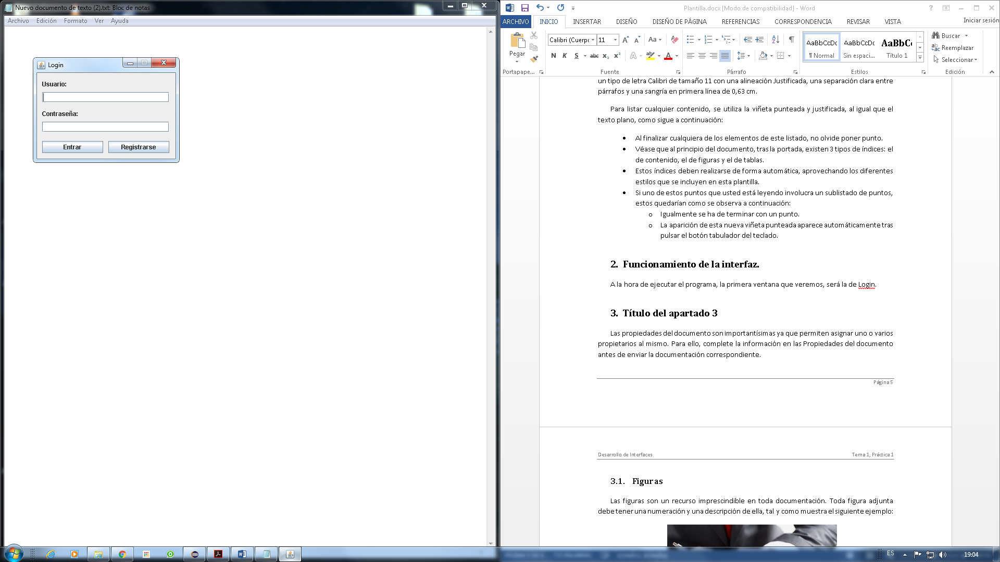 Nuevo documento de texto (2).txt: Bloc de notas
Archivo Edición Formato Ver Ayuda
Login
Usuario:
Contraseña:
Entrar Registrarse
Plantilla.docx [Modo de compatibilidad] - Word
ARCHIVO INICIO INSERTAR DISEÑO DISEÑO DE PÁGINA REFERENCIAS CORRESPONDENCIA REVISAR VISTA Iniciar sesión
Pegar
Calibri (Cuerpo 11
Aa
N K S abc x₂ x² A A
AaBbCcDc AaBbCcDc AaBbCc
¶ Normal Sin espaci... Título 1
Buscar
Reemplazar
Seleccionar
Portapape... Fuente Párrafo Estilos Edición
un tipo de letra Calibri de tamaño 11 con una alineación Justificada, una separación clara entre
párrafos y una sangría en primera línea de 0,63 cm.
Para listar cualquier contenido, se utiliza la viñeta punteada y justificada, al igual que el
texto plano, como sigue a continuación:
• Al finalizar cualquiera de los elementos de este listado, no olvide poner punto.
• Véase que al principio del documento, tras la portada, existen 3 tipos de índices: el
de contenido, el de figuras y el de tablas.
• Estos índices deben realizarse de forma automática, aprovechando los diferentes
estilos que se incluyen en esta plantilla.
• Si uno de estos puntos que usted está leyendo involucra un sublistado de puntos,
estos quedarían como se observa a continuación:
o Igualmente se ha de terminar con un punto.
o La aparición de esta nueva viñeta punteada aparece automáticamente tras
pulsar el botón tabulador del teclado.
2. Funcionamiento de la interfaz.
A la hora de ejecutar el programa, la primera ventana que veremos, será la de Login.
3. Título del apartado 3
Las propiedades del documento son importantísimas ya que permiten asignar uno o varios
propietarios al mismo. Para ello, complete la información en las Propiedades del documento
antes de enviar la documentación correspondiente.
Página 5
Desarrollo de Interfaces Tema 1, Práctica 1
3.1. Figuras
Las figuras son un recurso imprescindible en toda documentación. Toda figura adjunta
debe tener una numeración y una descripción de ella, tal y como muestra el siguiente ejemplo:
ES 19:04